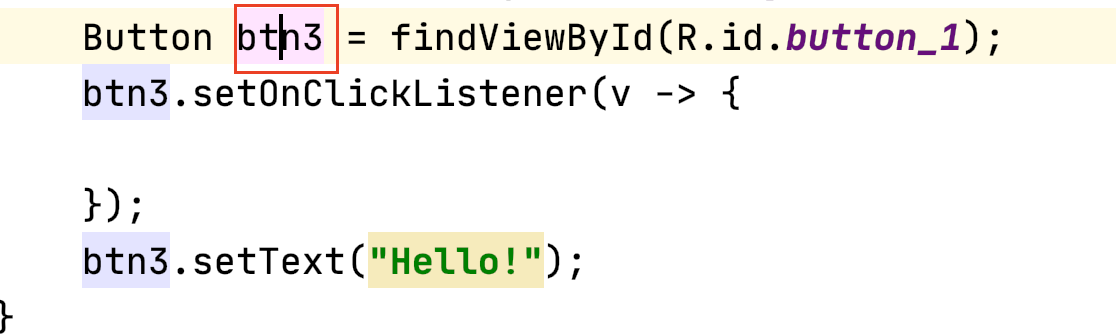 Button btn3 = findViewById(R.id.button_1);
btn3.setOnClickListener(v -> {
});
btn3.setText("Hello!");
}